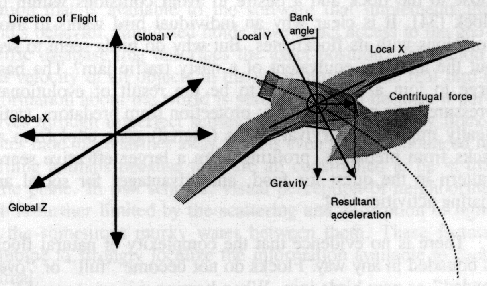 Direction of Flight
Global Y
Bank
angle
Local Y
Local X
Centrifugal force
Global X
Gravity
Global Z
Resultant
acceleration